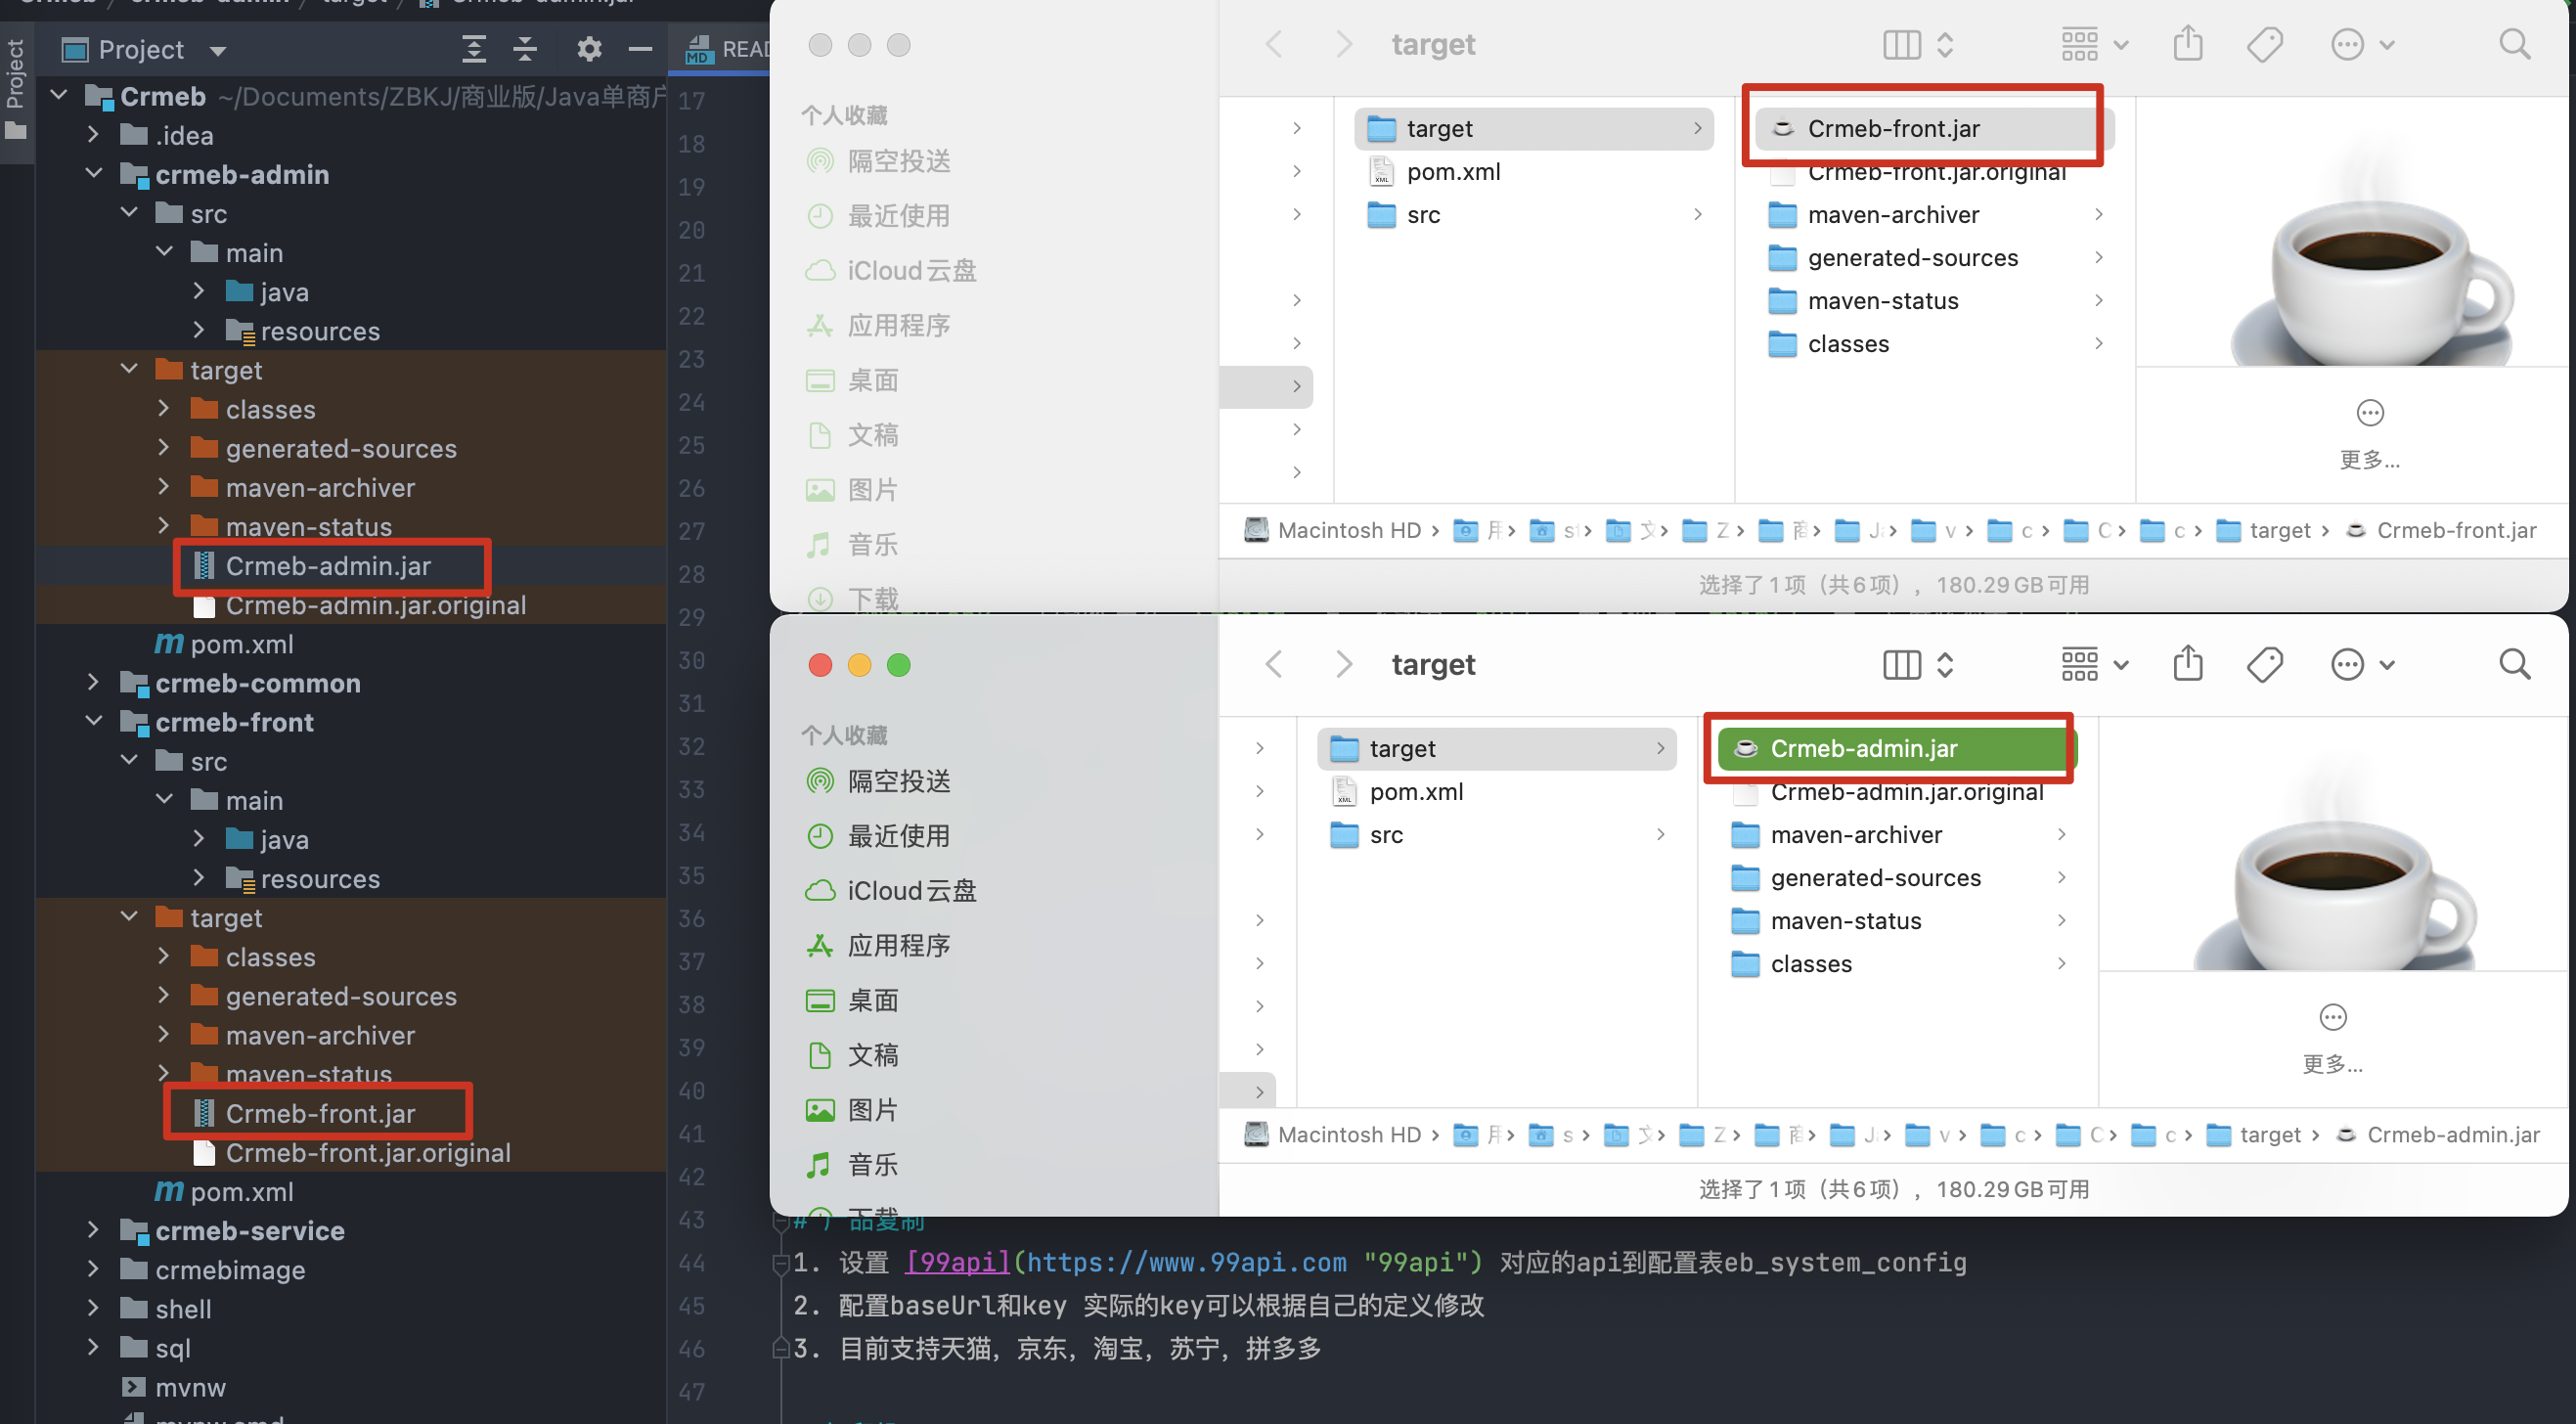 Project
Project
Crmeb ~/Documents/ZBKJ/商业版/Java单商户
.idea
crmeb-admin
src
main
java
resources
target
classes
generated-sources
maven-archiver
maven-status
Crmeb-admin.jar
Crmeb-admin.jar.original
pom.xml
crmeb-common
crmeb-front
src
main
java
resources
target
classes
generated-sources
maven-archiver
maven-status
Crmeb-front.jar
Crmeb-front.jar.original
pom.xml
crmeb-service
crmebimage
shell
sql
mvnw
mvnw.cmd
MD READ
17
18
19
20
21
22
23
24
25
26
27
28
29
30
31
32
33
34
35
36
37
38
39
40
41
42
43
44
45
46
47
target
个人收藏
隔空投送
最近使用
iCloud云盘
应用程序
桌面
文稿
图片
音乐
下载
target
pom.xml
src
Crmeb-front.jar
Crmeb-front.jar.original
maven-archiver
generated-sources
maven-status
classes
更多...
Macintosh HD › 用 › s › 文 › Z › 商 › Ja › v › c › C › c › target › Crmeb-front.jar
选择了1项（共6项）, 180.29 GB可用
target
个人收藏
隔空投送
最近使用
iCloud云盘
应用程序
桌面
文稿
图片
音乐
下载
target
pom.xml
src
Crmeb-admin.jar
Crmeb-admin.jar.original
maven-archiver
generated-sources
maven-status
classes
更多...
Macintosh HD › 用 › s › 文 › Z › 商 › J › v › c › C › c › target › Crmeb-admin.jar
选择了1项（共6项）, 180.29 GB可用
# 产品复制
1. 设置 [99api](https://www.99api.com "99api") 对应的api到配置表eb_system_config
2. 配置baseUrl和key 实际的key可以根据自己的定义修改
3. 目前支持天猫，京东，淘宝，苏宁，拼多多